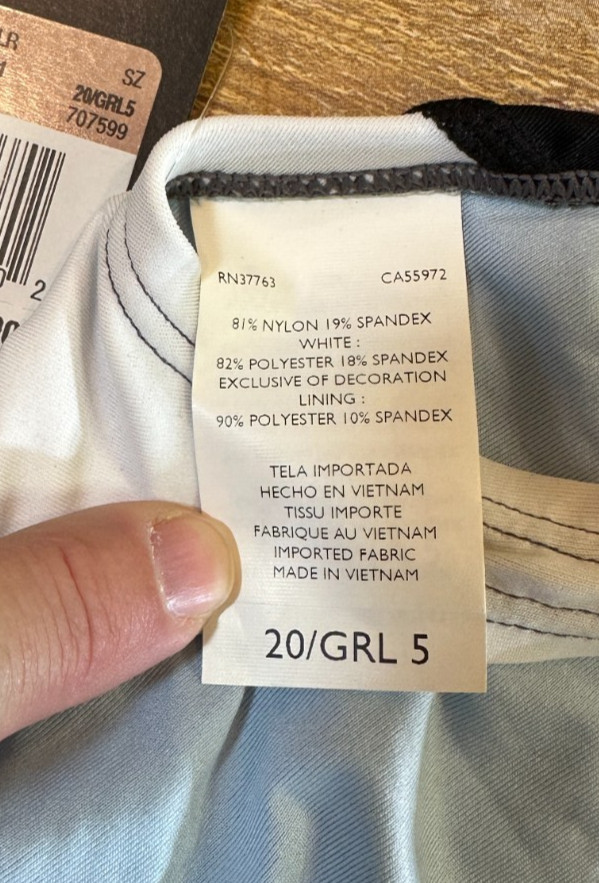 SZ
20/GRL5
707599
2
RN37763 CA55972
81% NYLON 19% SPANDEX
WHITE :
82% POLYESTER 18% SPANDEX
EXCLUSIVE OF DECORATION
LINING :
90% POLYESTER 10% SPANDEX
TELA IMPORTADA
HECHO EN VIETNAM
TISSU IMPORTE
FABRIQUE AU VIETNAM
IMPORTED FABRIC
MADE IN VIETNAM
20/GRL 5